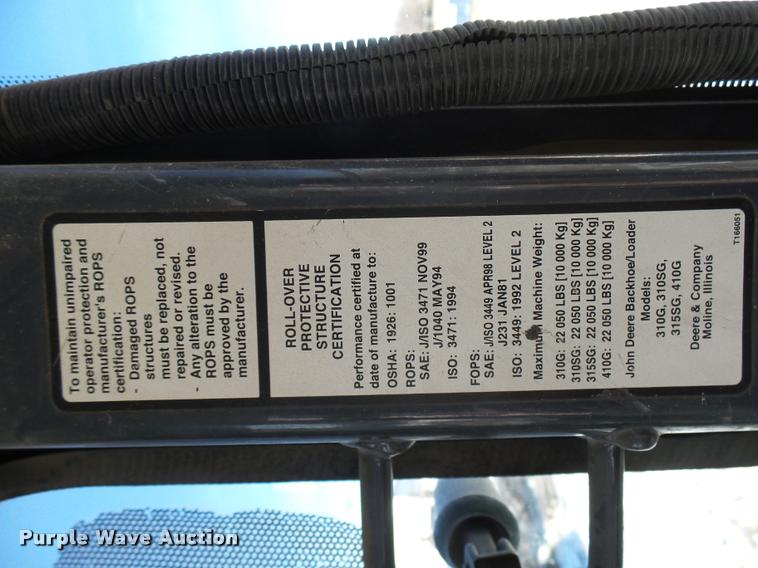 To maintain unimpaired
operator protection and
manufacturer's ROPS
certification:
- Damaged ROPS
structures
must be replaced, not
repaired or revised.
- Any alteration to the
ROPS must be
approved by the
manufacturer.
ROLL-OVER
PROTECTIVE
STRUCTURE
CERTIFICATION
Performance certified at
date of manufacture to:
OSHA: 1926: 1001
ROPS:
SAE: J/ISO 3471 NOV99
J/1040 MAY94
ISO: 3471: 1994
FOPS:
SAE: J/ISO 3449 APR98 LEVEL 2
J231 JAN81
ISO: 3449: 1992 LEVEL 2
Maximum Machine Weight:
310G: 22 050 LBS [10 000 Kg]
310SG: 22 050 LBS [10 000 Kg]
315SG: 22 050 LBS [10 000 Kg]
410G: 22 050 LBS [10 000 Kg]
John Deere Backhoe/Loader
Models:
310G, 310SG,
315SG, 410G
Deere & Company
Moline, Illinois
T166051
Purple Wave Auction